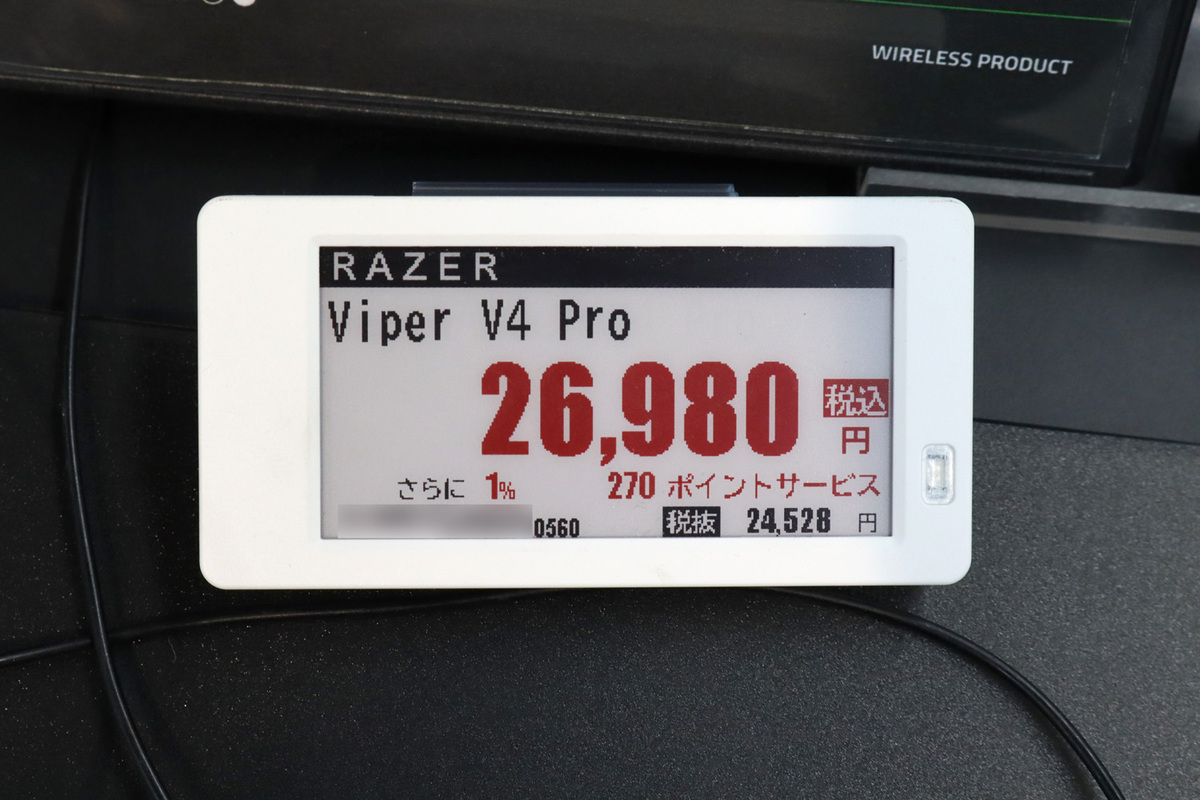 WIRELESS PRODUCT
RAZER
Viper V4 Pro
26,980 税込 円
さらに 1% 270 ポイントサービス
0560 税抜 24,528 円